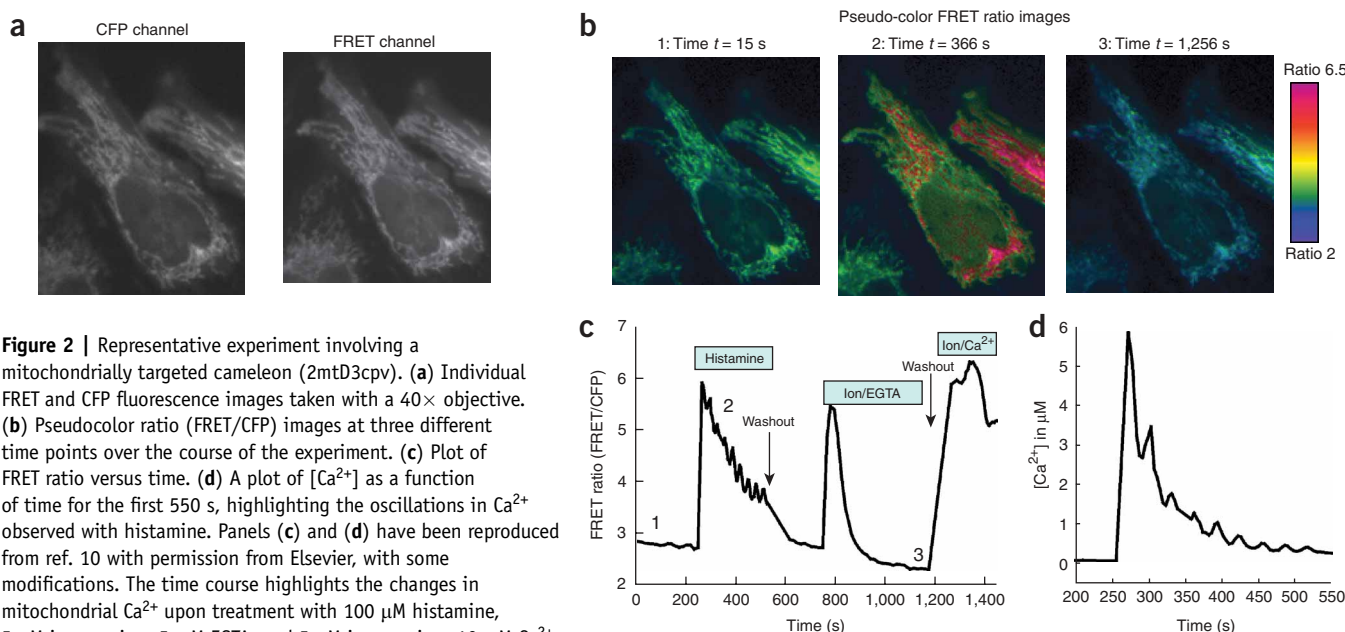 a
CFP channel
FRET channel
b
Pseudo-color FRET ratio images
1: Time t = 15 s
2: Time t = 366 s
3: Time t = 1,256 s
Ratio 6.5
Ratio 2
Figure 2 | Representative experiment involving a
mitochondrially targeted cameleon (2mtD3cpv). (a) Individual
FRET and CFP fluorescence images taken with a 40× objective.
(b) Pseudocolor ratio (FRET/CFP) images at three different
time points over the course of the experiment. (c) Plot of
FRET ratio versus time. (d) A plot of [Ca²⁺] as a function
of time for the first 550 s, highlighting the oscillations in Ca²⁺
observed with histamine. Panels (c) and (d) have been reproduced
from ref. 10 with permission from Elsevier, with some
modifications. The time course highlights the changes in
mitochondrial Ca²⁺ upon treatment with 100 μM histamine,
c
FRET ratio (FRET/CFP)
7
6
5
4
3
2
Histamine
Washout
Ion/EGTA
Washout
Ion/Ca²⁺
1
2
3
0 200 400 600 800 1,000 1,200 1,400
Time (s)
d
[Ca²⁺] in μM
6
5
4
3
2
1
0
200 250 300 350 400 450 500 550
Time (s)